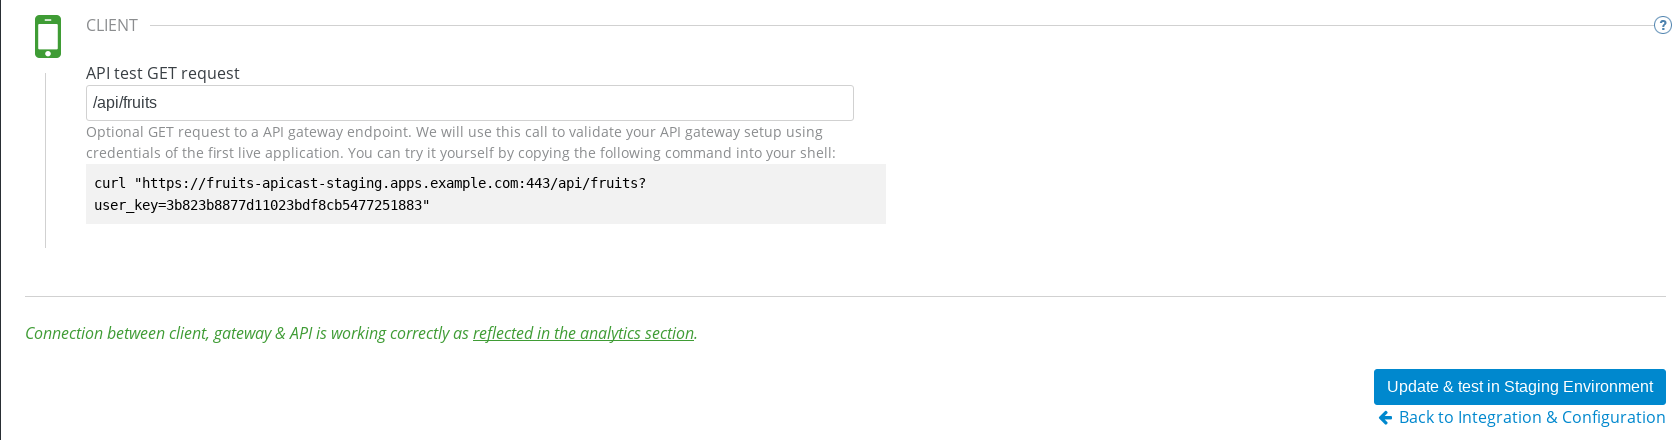 CLIENT
?
API test GET request
/api/fruits
Optional GET request to a API gateway endpoint. We will use this call to validate your API gateway setup using
credentials of the first live application. You can try it yourself by copying the following command into your shell:
curl "https://fruits-apicast-staging.apps.example.com:443/api/fruits?
user_key=3b823b8877d11023bdf8cb5477251883"
Connection between client, gateway & API is working correctly as reflected in the analytics section.
Update & test in Staging Environment
Back to Integration & Configuration